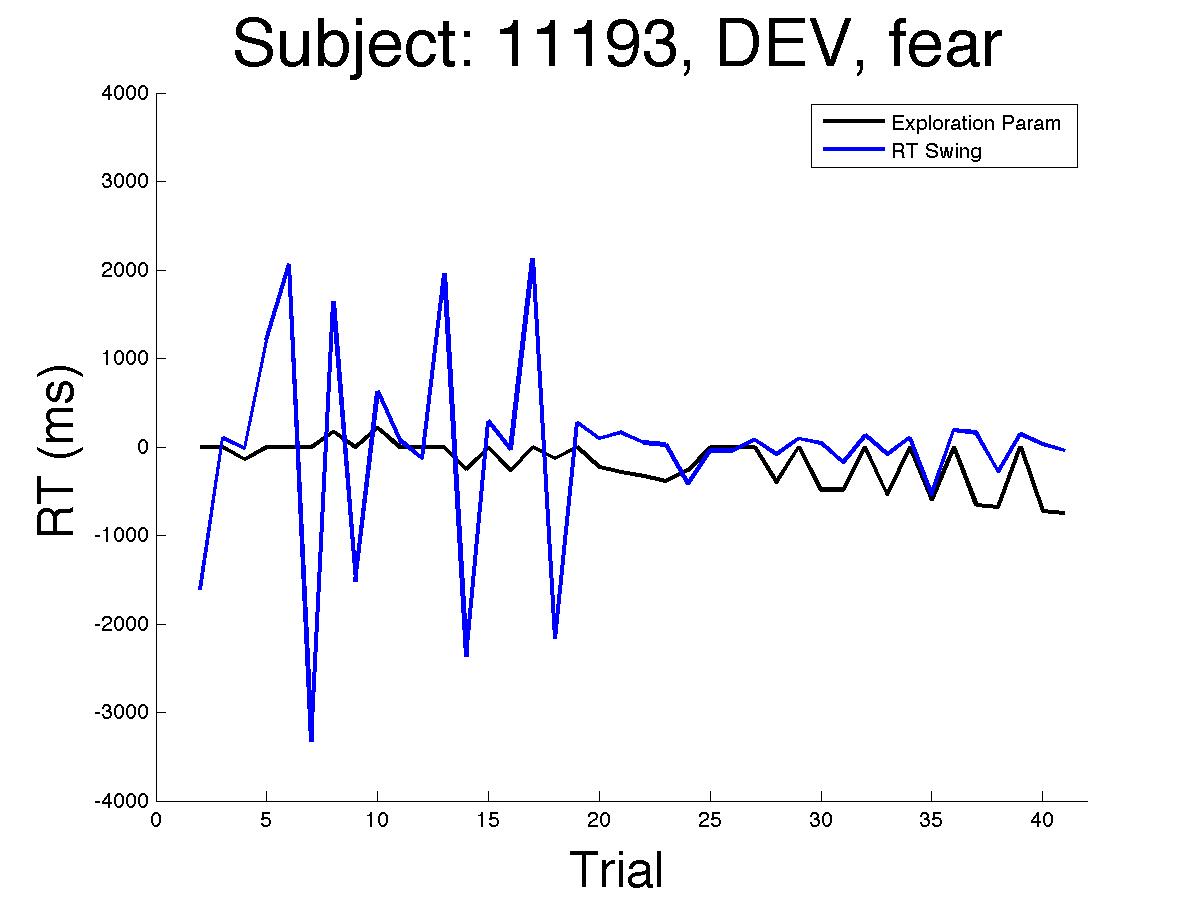 Subject: 11193, DEV, fear
Exploration Param
RT Swing
RT (ms)
4000
3000
2000
1000
0
-1000
-2000
-3000
-4000
0 5 10 15 20 25 30 35 40
Trial